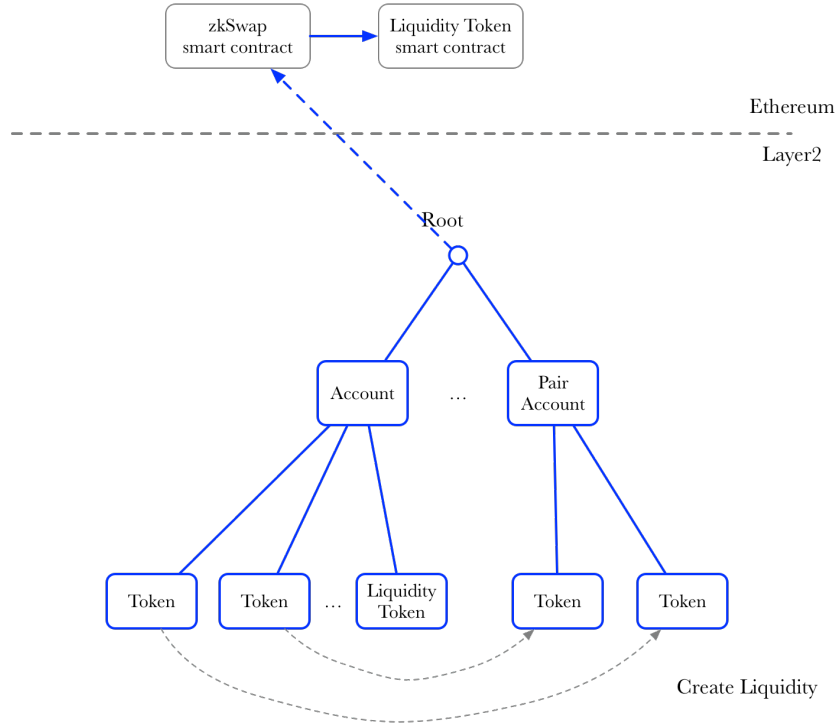 zkSwap
smart contract
Liquidity Token
smart contract
Ethereum
Layer2
Root
Account
...
Pair
Account
Token
Token
...
Liquidity
Token
Token
Token
Create Liquidity